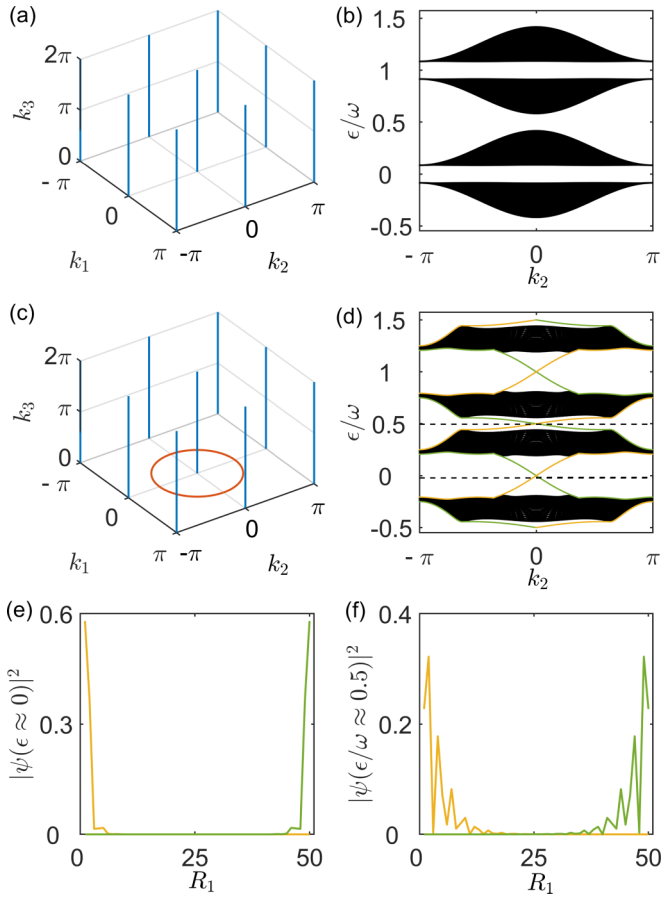 (a)
2π
π
0
k₃
- π
0
π
k₁
-π
0
π
k₂
(b)
1.5
1
0.5
0
-0.5
ϵ/ω
- π
0
π
k₂
(c)
2π
π
0
k₃
- π
0
π
k₁
-π
0
π
k₂
(d)
1.5
1
0.5
0
-0.5
ϵ/ω
- π
0
π
k₂
(e)
0.6
0.3
0
|ψ(ϵ ≈ 0)|²
0
25
50
R₁
(f)
0.4
0.2
0
|ψ(ϵ/ω ≈ 0.5)|²
0
25
50
R₁